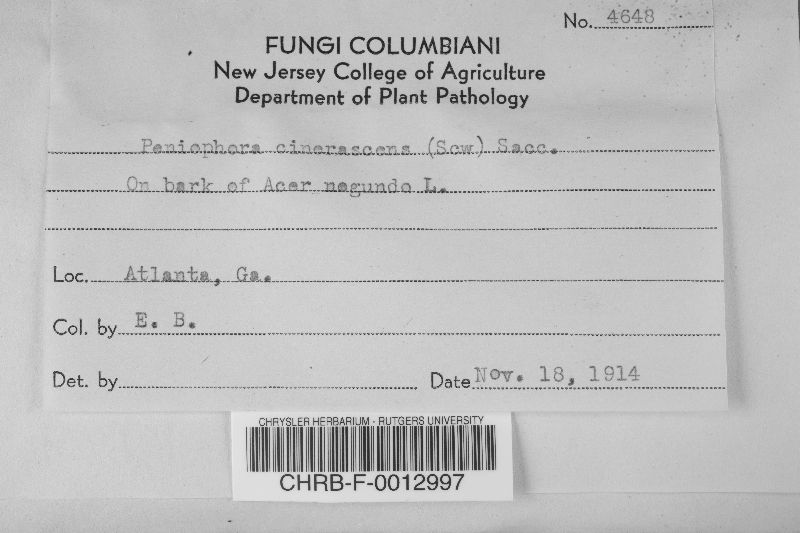 No. 4648
FUNGI COLUMBIANI
New Jersey College of Agriculture
Department of Plant Pathology
Peniophora cinerascens (Scw) Sacc.
On bark of Acer negundo L.
Loc. Atlanta, Ga.
Col. by E. B.
Det. by
Date Nov. 18, 1914
CHRYSLER HERBARIUM - RUTGERS UNIVERSITY
CHRB-F-0012997